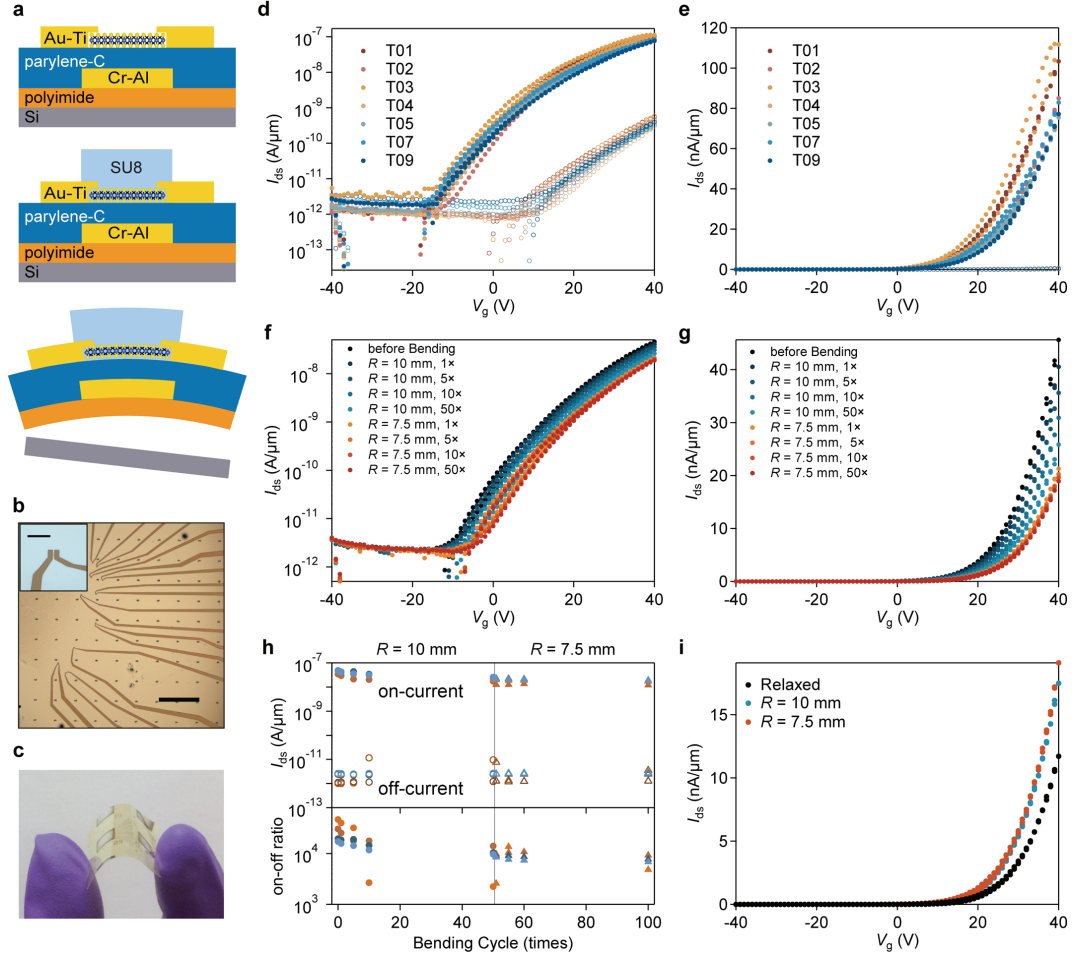 a
Au-Ti
parylene-C
Cr-Al
polyimide
Si
SU8
Au-Ti
parylene-C
Cr-Al
polyimide
Si
b
c
d
10⁻⁷
10⁻⁸
10⁻⁹
10⁻¹⁰
10⁻¹¹
10⁻¹²
10⁻¹³
Ids (A/μm)
T01
T02
T03
T04
T05
T07
T09
-40
-20
0
20
40
Vg (V)
e
120
100
80
60
40
20
0
Ids (nA/μm)
T01
T02
T03
T04
T05
T07
T09
-40
-20
0
20
40
Vg (V)
f
10⁻⁸
10⁻⁹
10⁻¹⁰
10⁻¹¹
10⁻¹²
Ids (A/μm)
before Bending
R = 10 mm, 1×
R = 10 mm, 5×
R = 10 mm, 10×
R = 10 mm, 50×
R = 7.5 mm, 1×
R = 7.5 mm, 5×
R = 7.5 mm, 10×
R = 7.5 mm, 50×
-40
-20
0
20
40
Vg (V)
g
40
30
20
10
0
Ids (nA/μm)
before Bending
R = 10 mm, 1×
R = 10 mm, 5×
R = 10 mm, 10×
R = 10 mm, 50×
R = 7.5 mm, 1×
R = 7.5 mm, 5×
R = 7.5 mm, 10×
R = 7.5 mm, 50×
-40
-20
0
20
40
Vg (V)
h
R = 10 mm
R = 7.5 mm
10⁻⁷
10⁻⁹
10⁻¹¹
10⁻¹³
Ids (A/μm)
on-current
off-current
10⁴
10³
on-off ratio
0
20
40
60
80
100
Bending Cycle (times)
i
15
10
5
0
Ids (nA/μm)
Relaxed
R = 10 mm
R = 7.5 mm
-40
-20
0
20
40
Vg (V)